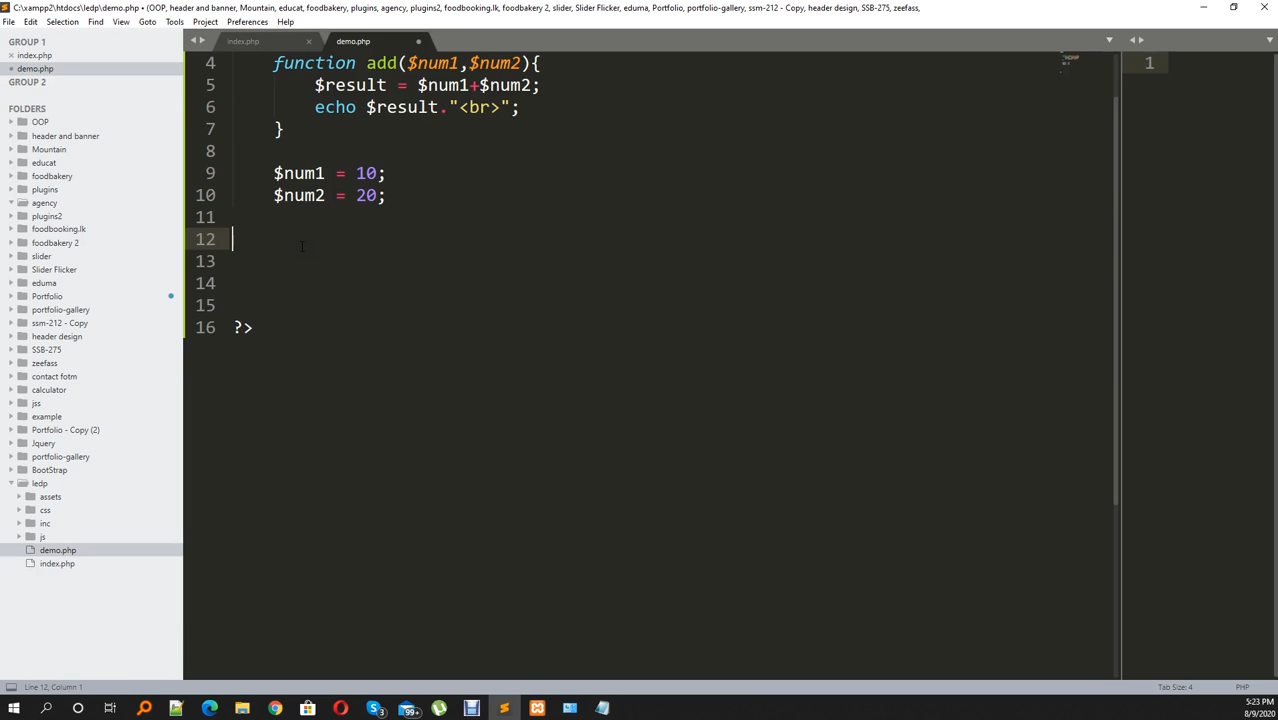 C:\xampp2\htdocs\ledp\demo.php • (OOP, header and banner, Mountain, educat, foodbakery, plugins, agency, plugins2, foodbooking.lk, foodbakery 2, slider, Slider Flicker, eduma, Portfolio, portfolio-gallery, ssm-212 - Copy, header design, SSB-275, zeefass,
File Edit Selection Find View Goto Tools Project Preferences Help
GROUP 1
index.php
demo.php
GROUP 2
FOLDERS
OOP
header and banner
Mountain
educat
foodbakery
plugins
agency
plugins2
foodbooking.lk
foodbakery 2
slider
Slider Flicker
eduma
Portfolio
portfolio-gallery
ssm-212 - Copy
header design
SSB-275
zeefass
contact fotm
calculator
jss
example
Portfolio - Copy (2)
Jquery
portfolio-gallery
BootStrap
ledp
assets
css
inc
js
demo.php
index.php
index.php demo.php
4 function add($num1,$num2){
5 $result = $num1+$num2;
6 echo $result."<br>";
7 }
8
9 $num1 = 10;
10 $num2 = 20;
11
12
13
14
15
16 ?>
1
Line 12, Column 1 Tab Size: 4 PHP
3 99+
5:23 PM
8/9/2020